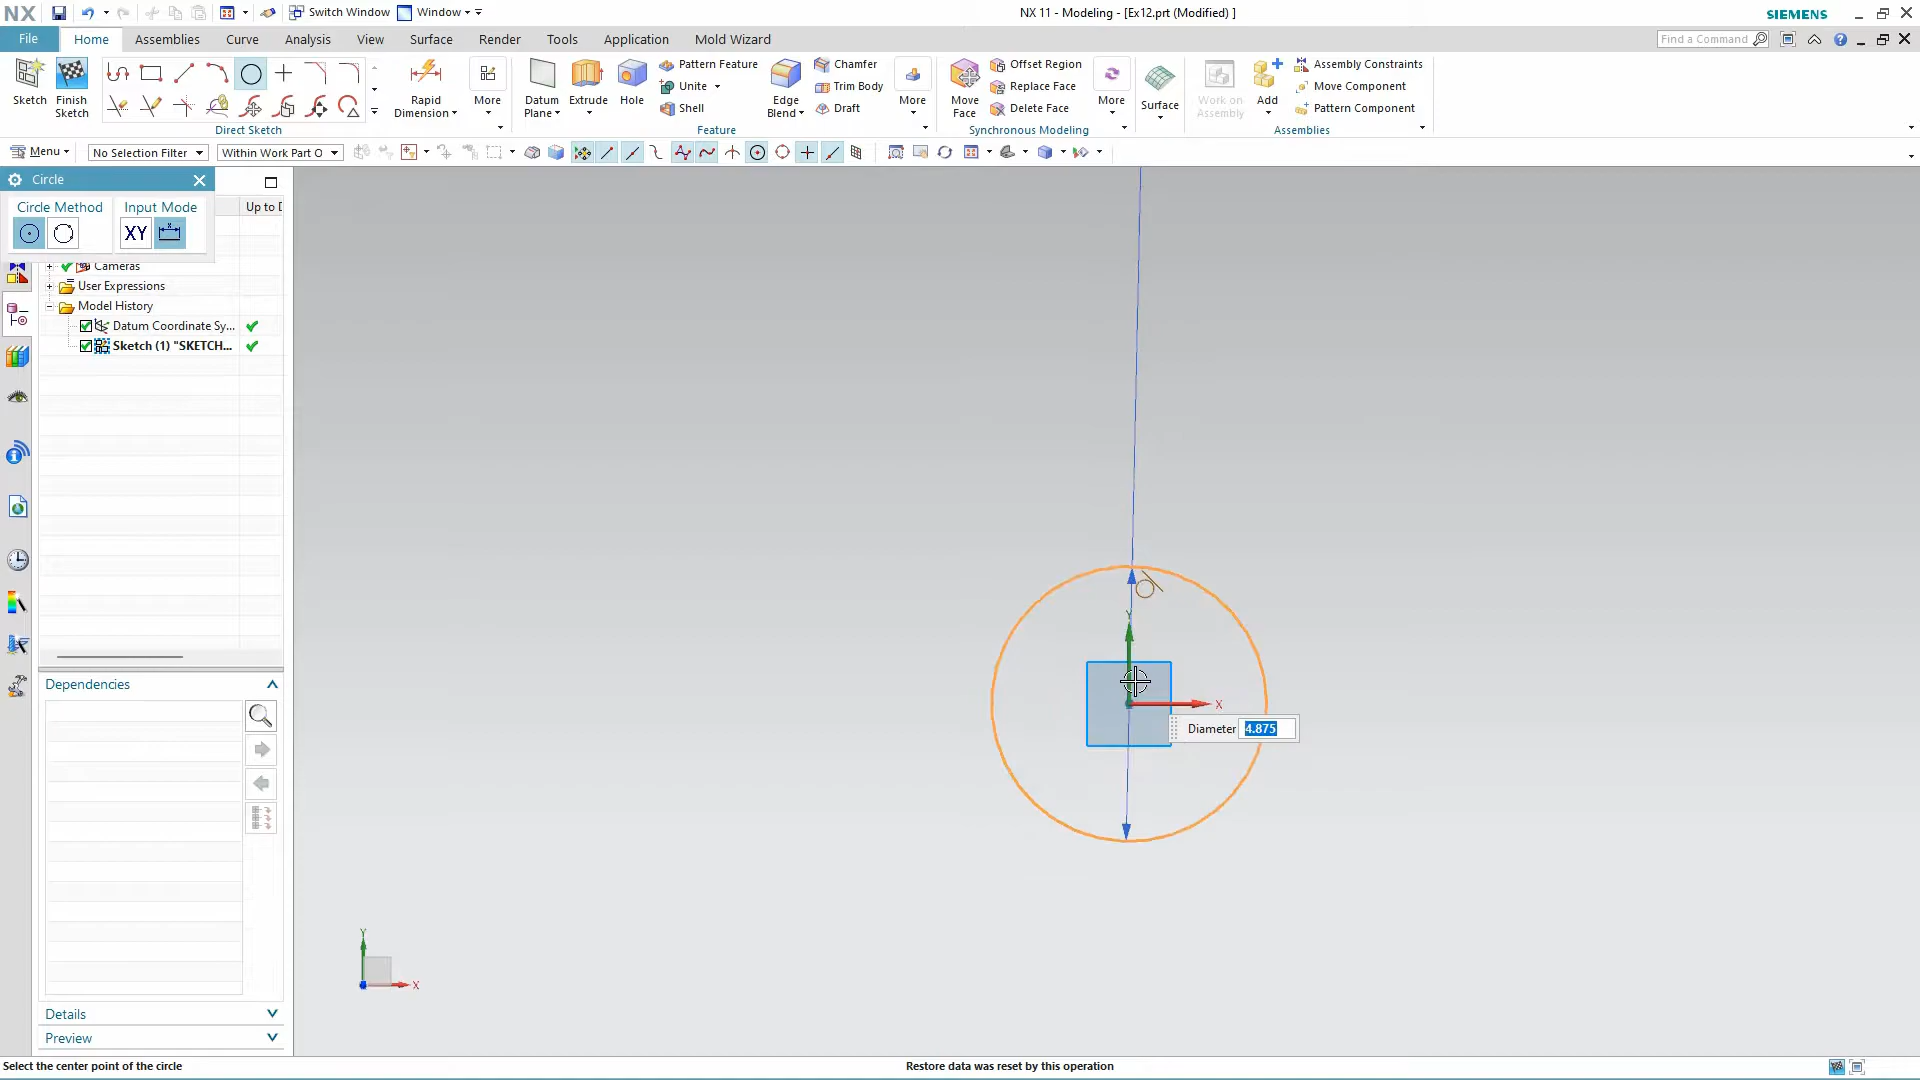 NX
Switch Window
Window
NX 11 - Modeling - [Ex12.prt (Modified) ]
SIEMENS
File
Home
Assemblies
Curve
Analysis
View
Surface
Render
Tools
Application
Mold Wizard
Find a Command
Sketch
Finish
Sketch
Rapid
Dimension
More
Direct Sketch
Datum
Plane
Extrude
Hole
Pattern Feature
Unite
Shell
Edge
Blend
Chamfer
Trim Body
Draft
More
Feature
Move
Face
Offset Region
Replace Face
Delete Face
More
Synchronous Modeling
Surface
Work on
Assembly
Add
Assembly Constraints
Move Component
Pattern Component
Assemblies
Menu
No Selection Filter
Within Work Part O
Circle
Circle Method
Input Mode
XY
Up to D
Cameras
User Expressions
Model History
Datum Coordinate Sy...
Sketch (1) "SKETCH...
Dependencies
Details
Preview
Y
X
Diameter 4.875
Y
X
Select the center point of the circle
Restore data was reset by this operation